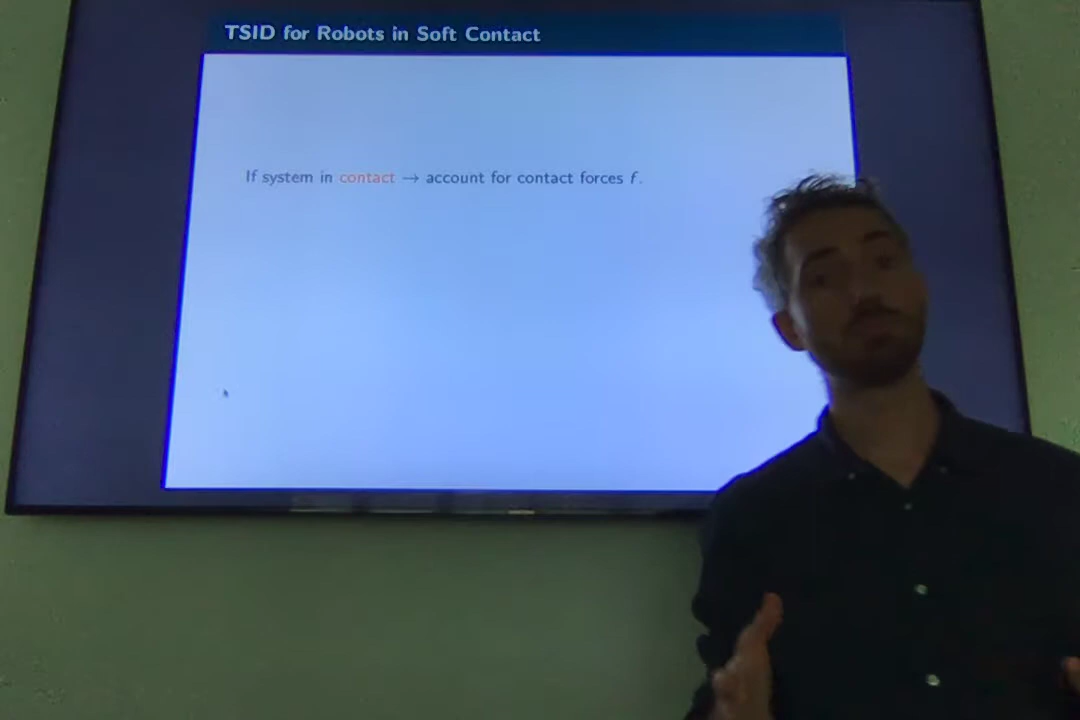 TSID for Robots in Soft Contact
If system in contact → account for contact forces f.